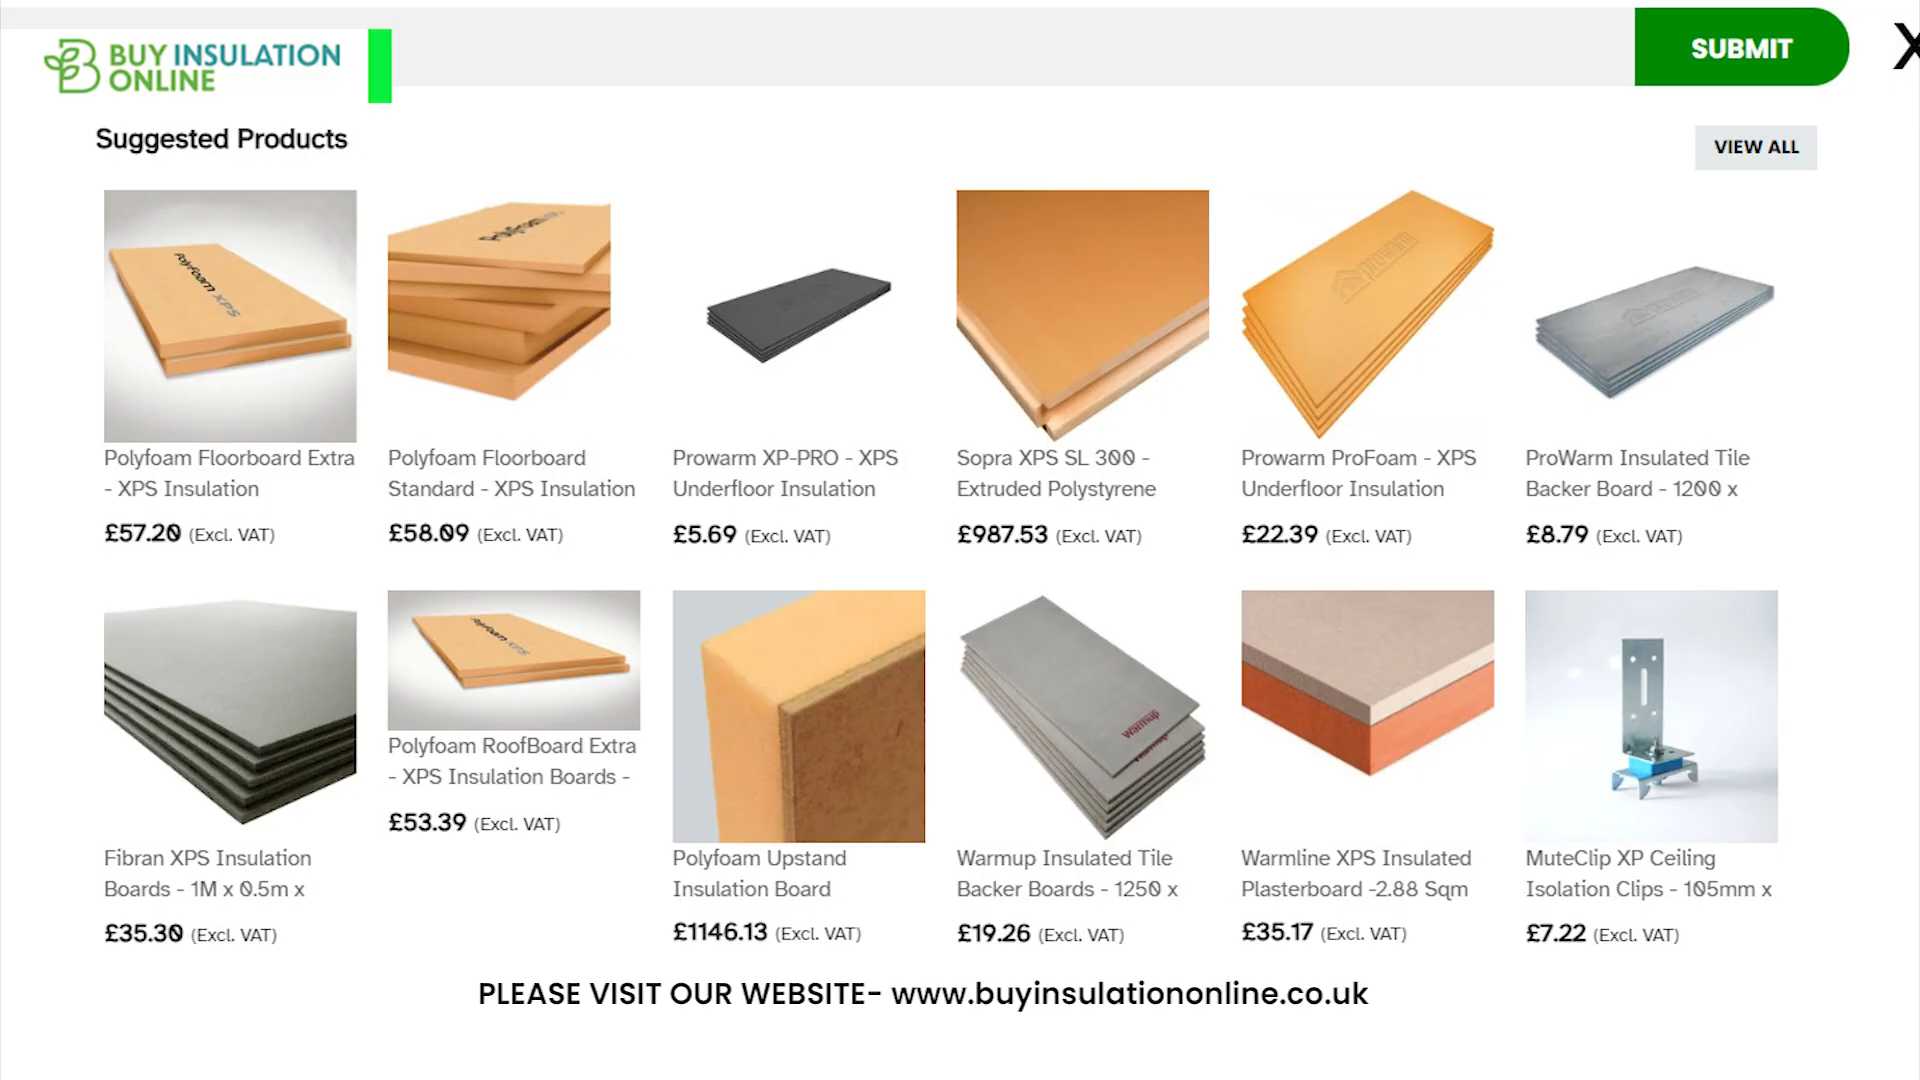 BUY INSULATION
ONLINE
SUBMIT
X
Suggested Products
VIEW ALL
Polyfoam XPS
Polyfoam
Polyfoam Floorboard Extra
- XPS Insulation
£57.20 (Excl. VAT)
Polyfoam Floorboard
Standard - XPS Insulation
£58.09 (Excl. VAT)
Prowarm XP-PRO - XPS
Underfloor Insulation
£5.69 (Excl. VAT)
Sopra XPS SL 300 -
Extruded Polystyrene
£987.53 (Excl. VAT)
Prowarm
Prowarm ProFoam - XPS
Underfloor Insulation
£22.39 (Excl. VAT)
ProWarm Insulated Tile
Backer Board - 1200 x
£8.79 (Excl. VAT)
Fibran XPS Insulation
Boards - 1M x 0.5m x
£35.30 (Excl. VAT)
Polyfoam XPS
Polyfoam RoofBoard Extra
- XPS Insulation Boards -
£53.39 (Excl. VAT)
Polyfoam Upstand
Insulation Board
£1146.13 (Excl. VAT)
warmup
Warmup Insulated Tile
Backer Boards - 1250 x
£19.26 (Excl. VAT)
Warmline XPS Insulated
Plasterboard -2.88 Sqm
£35.17 (Excl. VAT)
MuteClip XP Ceiling
Isolation Clips - 105mm x
£7.22 (Excl. VAT)
PLEASE VISIT OUR WEBSITE- www.buyinsulationonline.co.uk